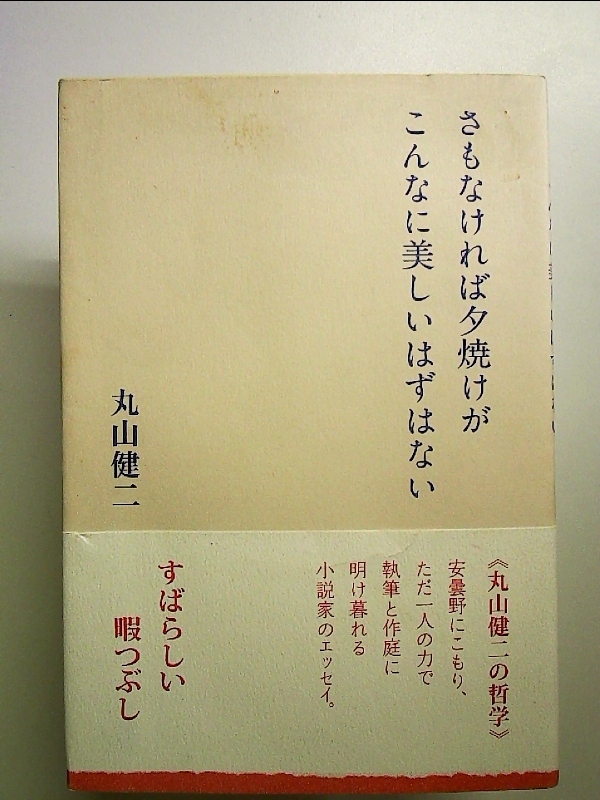 さもなければ夕焼けが
こんなに美しいはずはない
丸山健二
《丸山健二の哲学》
安曇野にこもり、
ただ一人の力で
執筆と作庭に
明け暮れる
小説家のエッセイ。
すばらしい
暇つぶし